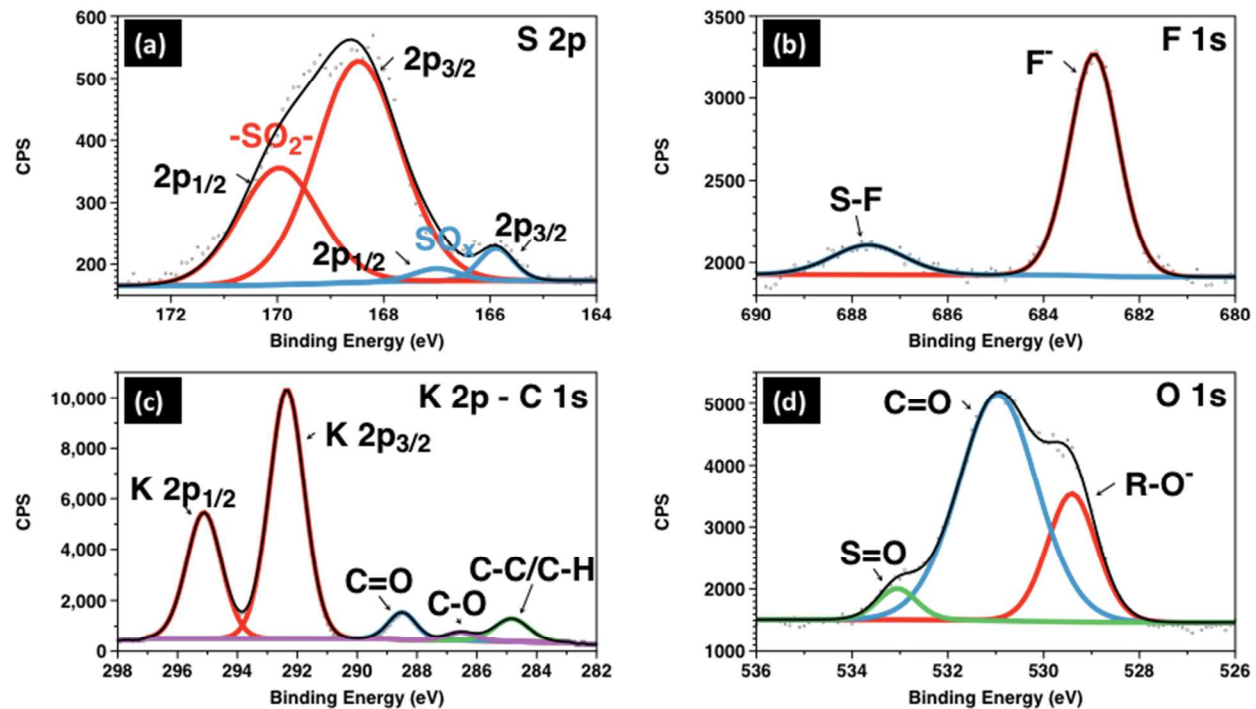 (a)
S 2p
600
500
400
300
200
CPS
2p3/2
-SO2-
2p1/2
SOx
2p3/2
2p1/2
172 170 168 166 164
Binding Energy (eV)
(b)
F 1s
3500
3000
2500
2000
CPS
F-
S-F
690 688 686 684 682 680
Binding Energy (eV)
(c)
K 2p - C 1s
10,000
8,000
6,000
4,000
2,000
0
CPS
K 2p3/2
K 2p1/2
C=O
C-O
C-C/C-H
298 296 294 292 290 288 286 284 282
Binding Energy (eV)
(d)
O 1s
5000
4000
3000
2000
1000
CPS
C=O
R-O-
S=O
536 534 532 530 528 526
Binding Energy (eV)